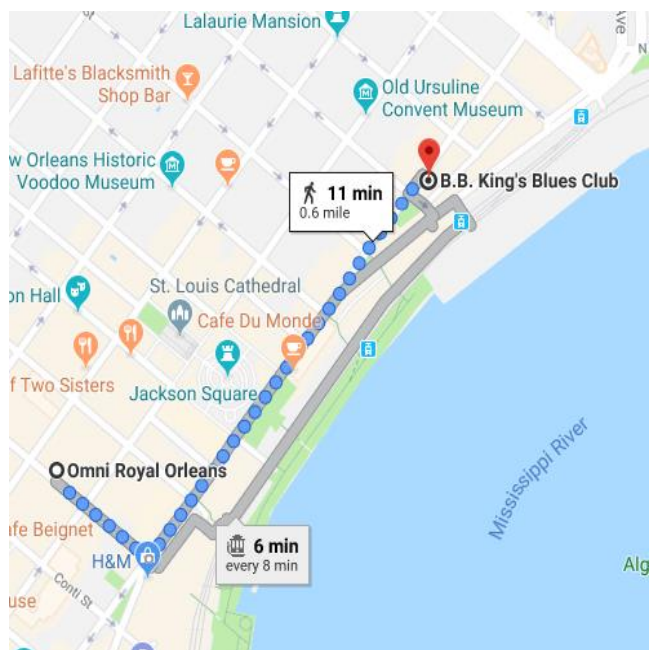 Lalaurie Mansion
Lafitte's Blacksmith
Shop Bar
Ave
N
Old Ursuline
Convent Museum
w Orleans Historic
Voodoo Museum
B.B. King's Blues Club
11 min
0.6 mile
on Hall
St. Louis Cathedral
Cafe Du Monde
f Two Sisters
Jackson Square
Omni Royal Orleans
Mississippi River
afe Beignet
H&M
6 min
every 8 min
Alg
Conti St
use